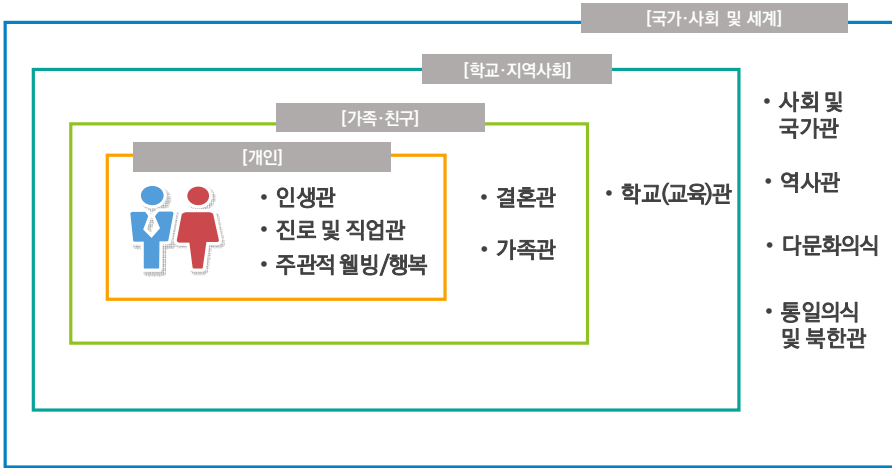 [국가·사회 및 세계]
[학교·지역사회]
[가족·친구]
[개인]
• 인생관
• 진로 및 직업관
• 주관적 웰빙/행복
• 결혼관
• 가족관
• 학교(교육)관
• 사회 및
국가관
• 역사관
• 다문화의식
• 통일의식
및 북한관